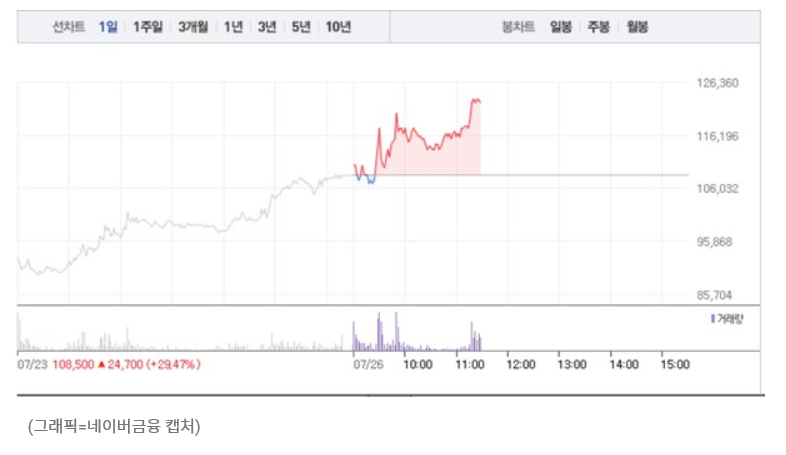 선차트 1일 1주일 3개월 1년 3년 5년 10년 봉차트 일봉 주봉 월봉
126,360
116,196
106,032
95,868
85,704
거래량
07/23 108,500 ▲24,700 (+29.47%) 07/26 10:00 11:00 12:00 13:00 14:00 15:00
(그래픽=네이버금융 캡처)